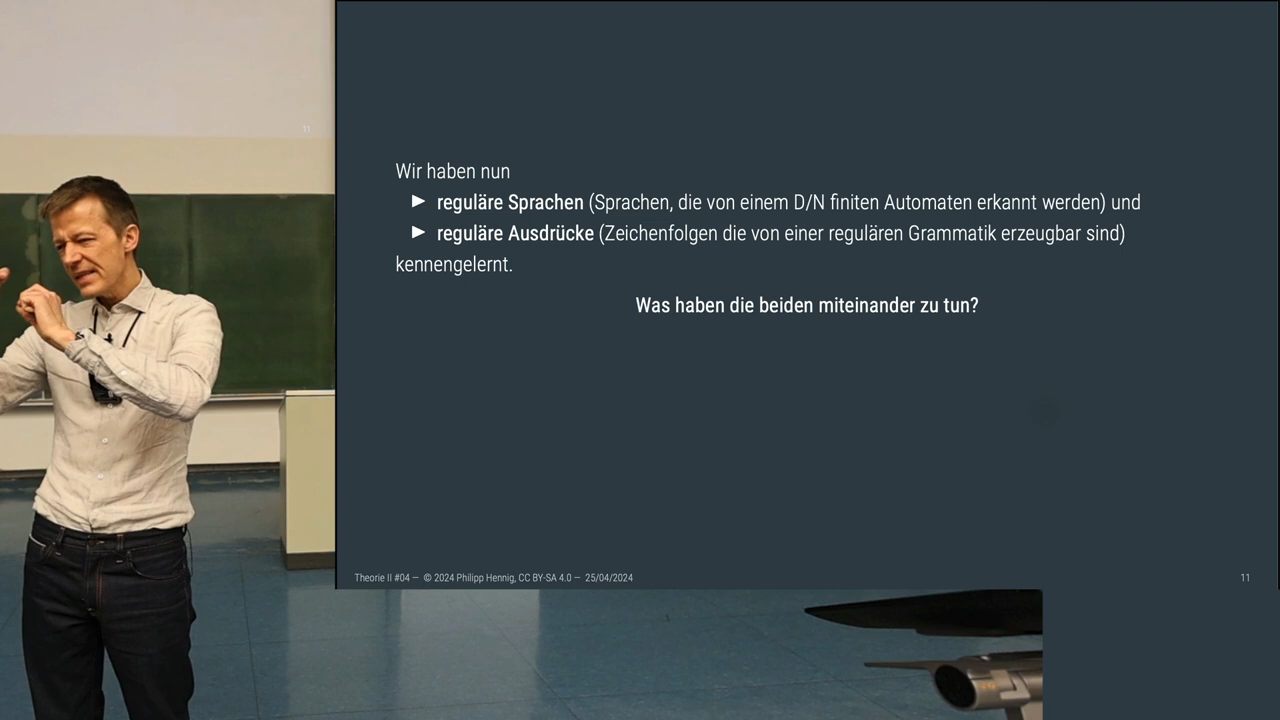 11
Wir haben nun
► reguläre Sprachen (Sprachen, die von einem D/N finiten Automaten erkannt werden) und
► reguläre Ausdrücke (Zeichenfolgen die von einer regulären Grammatik erzeugbar sind)
kennengelernt.
Was haben die beiden miteinander zu tun?
Theorie II #04 – © 2024 Philipp Hennig, CC BY-SA 4.0 – 25/04/2024
11